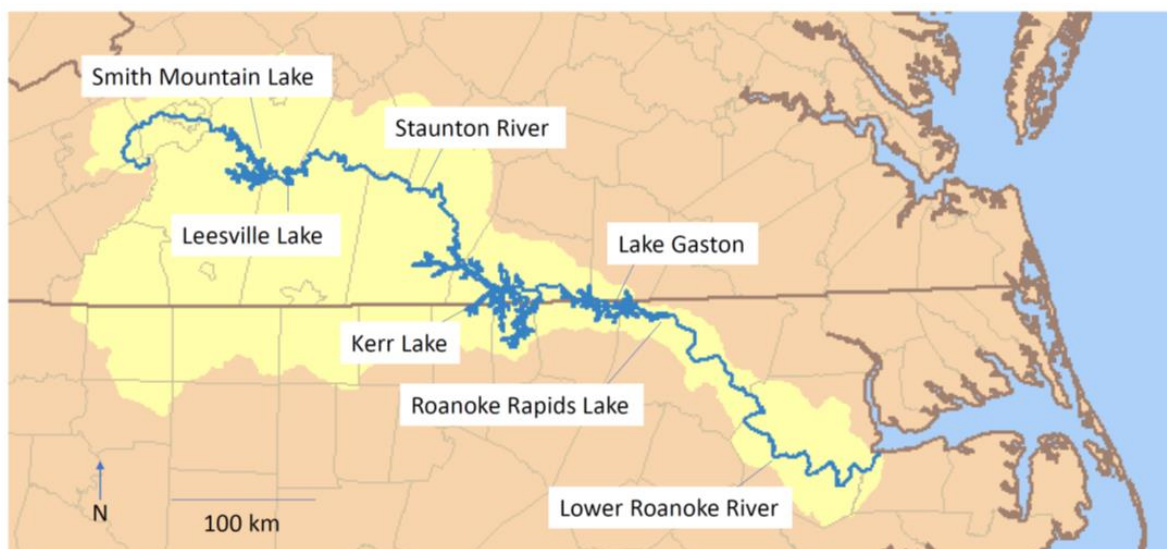 Smith Mountain Lake
Staunton River
Leesville Lake
Lake Gaston
Kerr Lake
Roanoke Rapids Lake
Lower Roanoke River
N
100 km